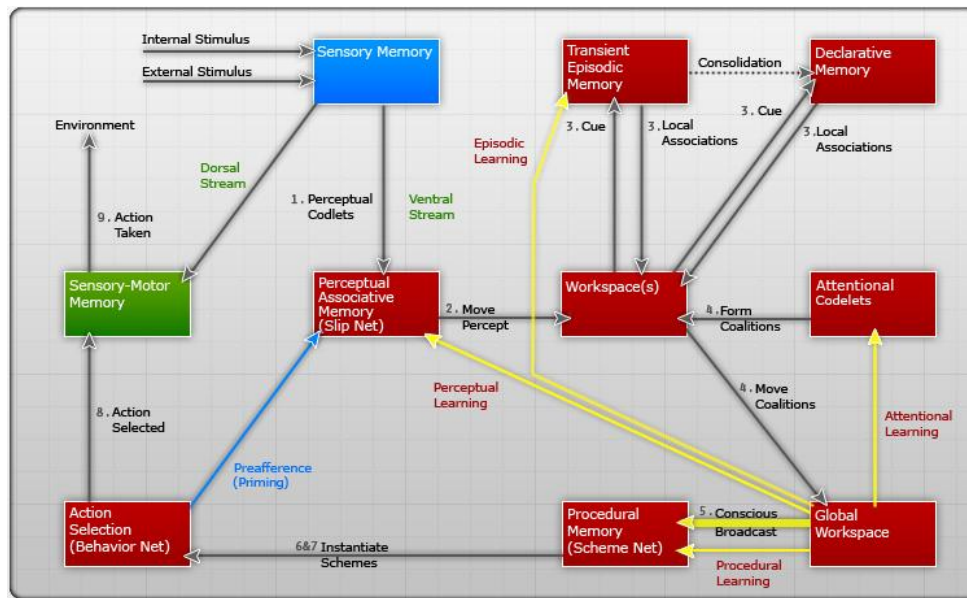 Internal Stimulus
External Stimulus
Sensory Memory
Transient
Episodic
Memory
Consolidation
Declarative
Memory
Environment
Dorsal
Stream
1. Perceptual
Codlets
Ventral
Stream
Episodic
Learning
3. Cue
3. Local
Associations
3. Cue
3. Local
Associations
9. Action
Taken
Sensory-Motor
Memory
Perceptual
Associative
Memory
(Slip Net)
2. Move
Percept
Workspace(s)
4. Form
Coalitions
Attentional
Codelets
8. Action
Selected
Preafference
(Priming)
Perceptual
Learning
4. Move
Coalitions
Attentional
Learning
Action
Selection
(Behavior Net)
6&7 Instantiate
Schemes
Procedural
Memory
(Scheme Net)
5. Conscious
Broadcast
Procedural
Learning
Global
Workspace